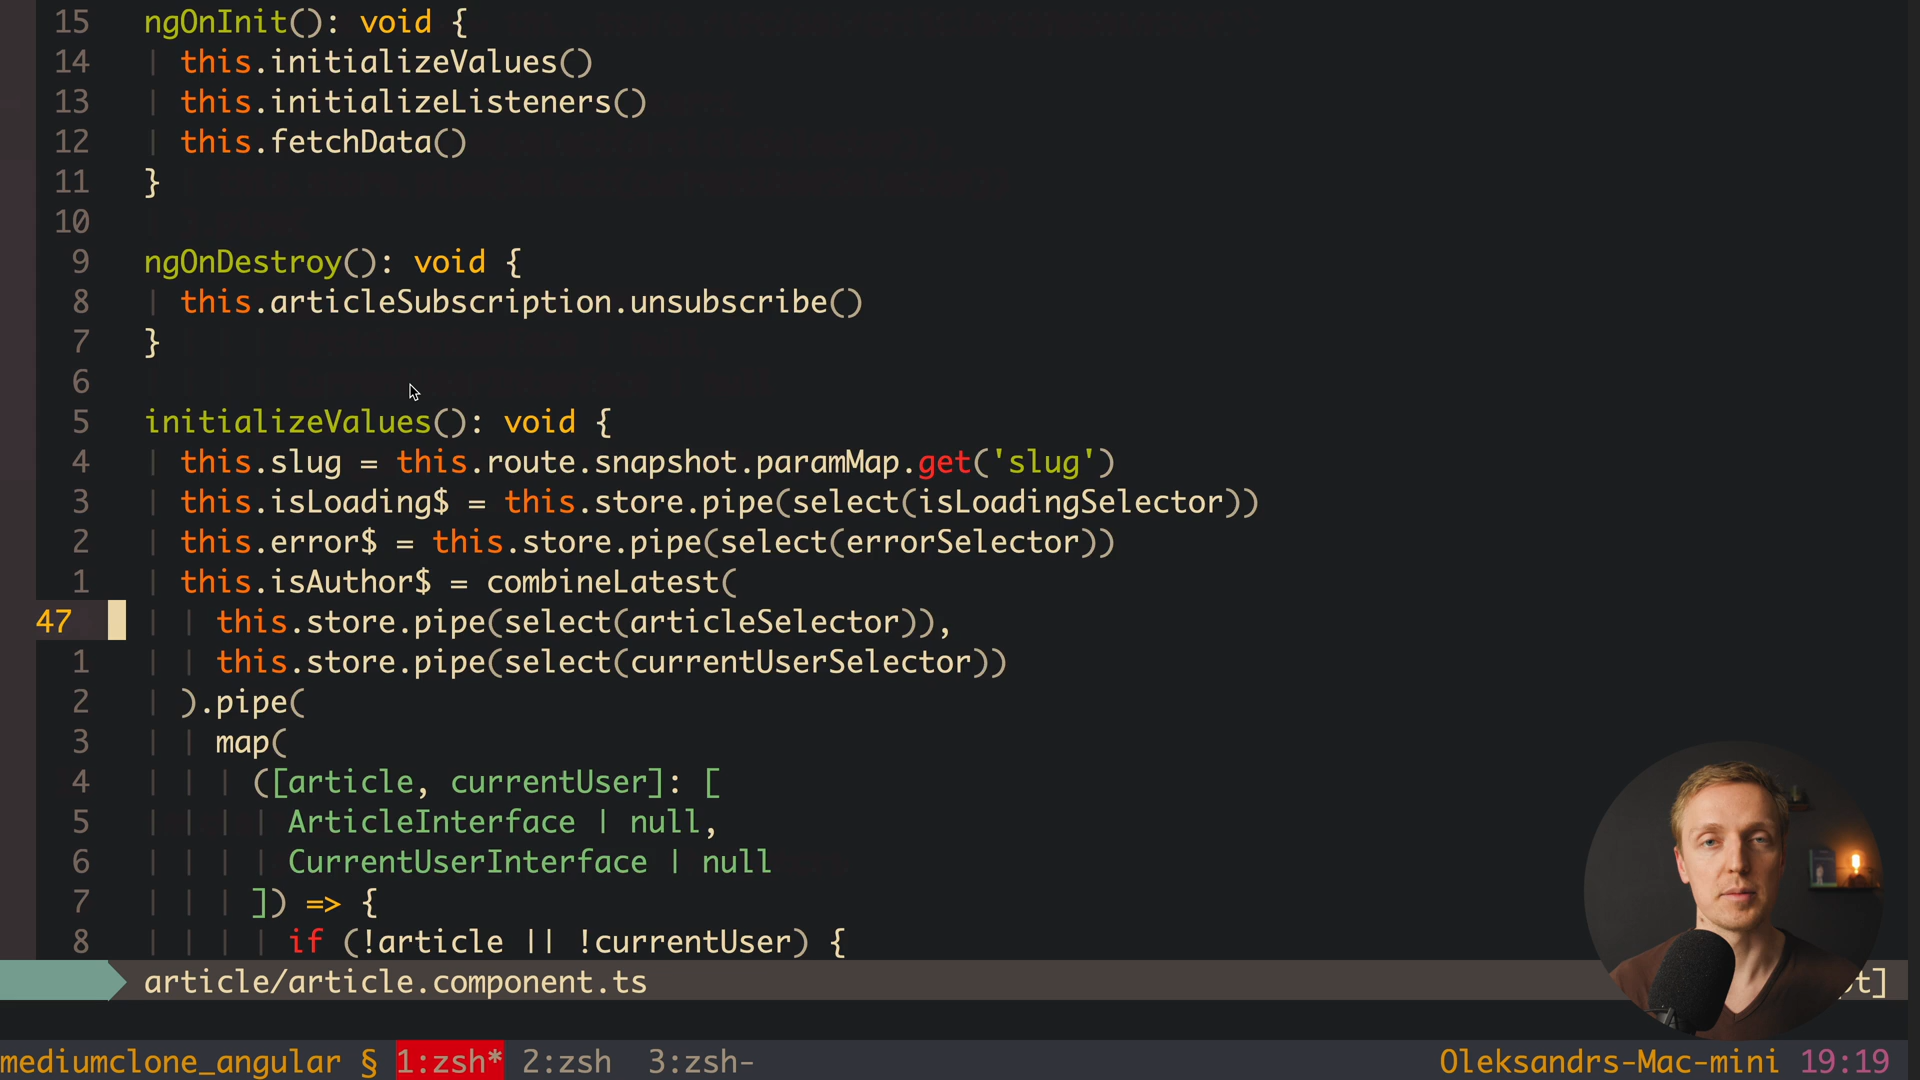 15 ngOnInit(): void {
14 this.initializeValues()
13 this.initializeListeners()
12 this.fetchData()
11 }
10
9 ngOnDestroy(): void {
8 this.articleSubscription.unsubscribe()
7 }
6
5 initializeValues(): void {
4 this.slug = this.route.snapshot.paramMap.get('slug')
3 this.isLoading$ = this.store.pipe(select(isLoadingSelector))
2 this.error$ = this.store.pipe(select(errorSelector))
1 this.isAuthor$ = combineLatest(
47 this.store.pipe(select(articleSelector)),
1 this.store.pipe(select(currentUserSelector))
2 ).pipe(
3 map(
4 ([article, currentUser]: [
5 ArticleInterface | null,
6 CurrentUserInterface | null
7 ]) => {
8 if (!article || !currentUser) {
article/article.component.ts t]
mediumclone_angular § 1:zsh* 2:zsh 3:zsh- Oleksandrs-Mac-mini 19:19